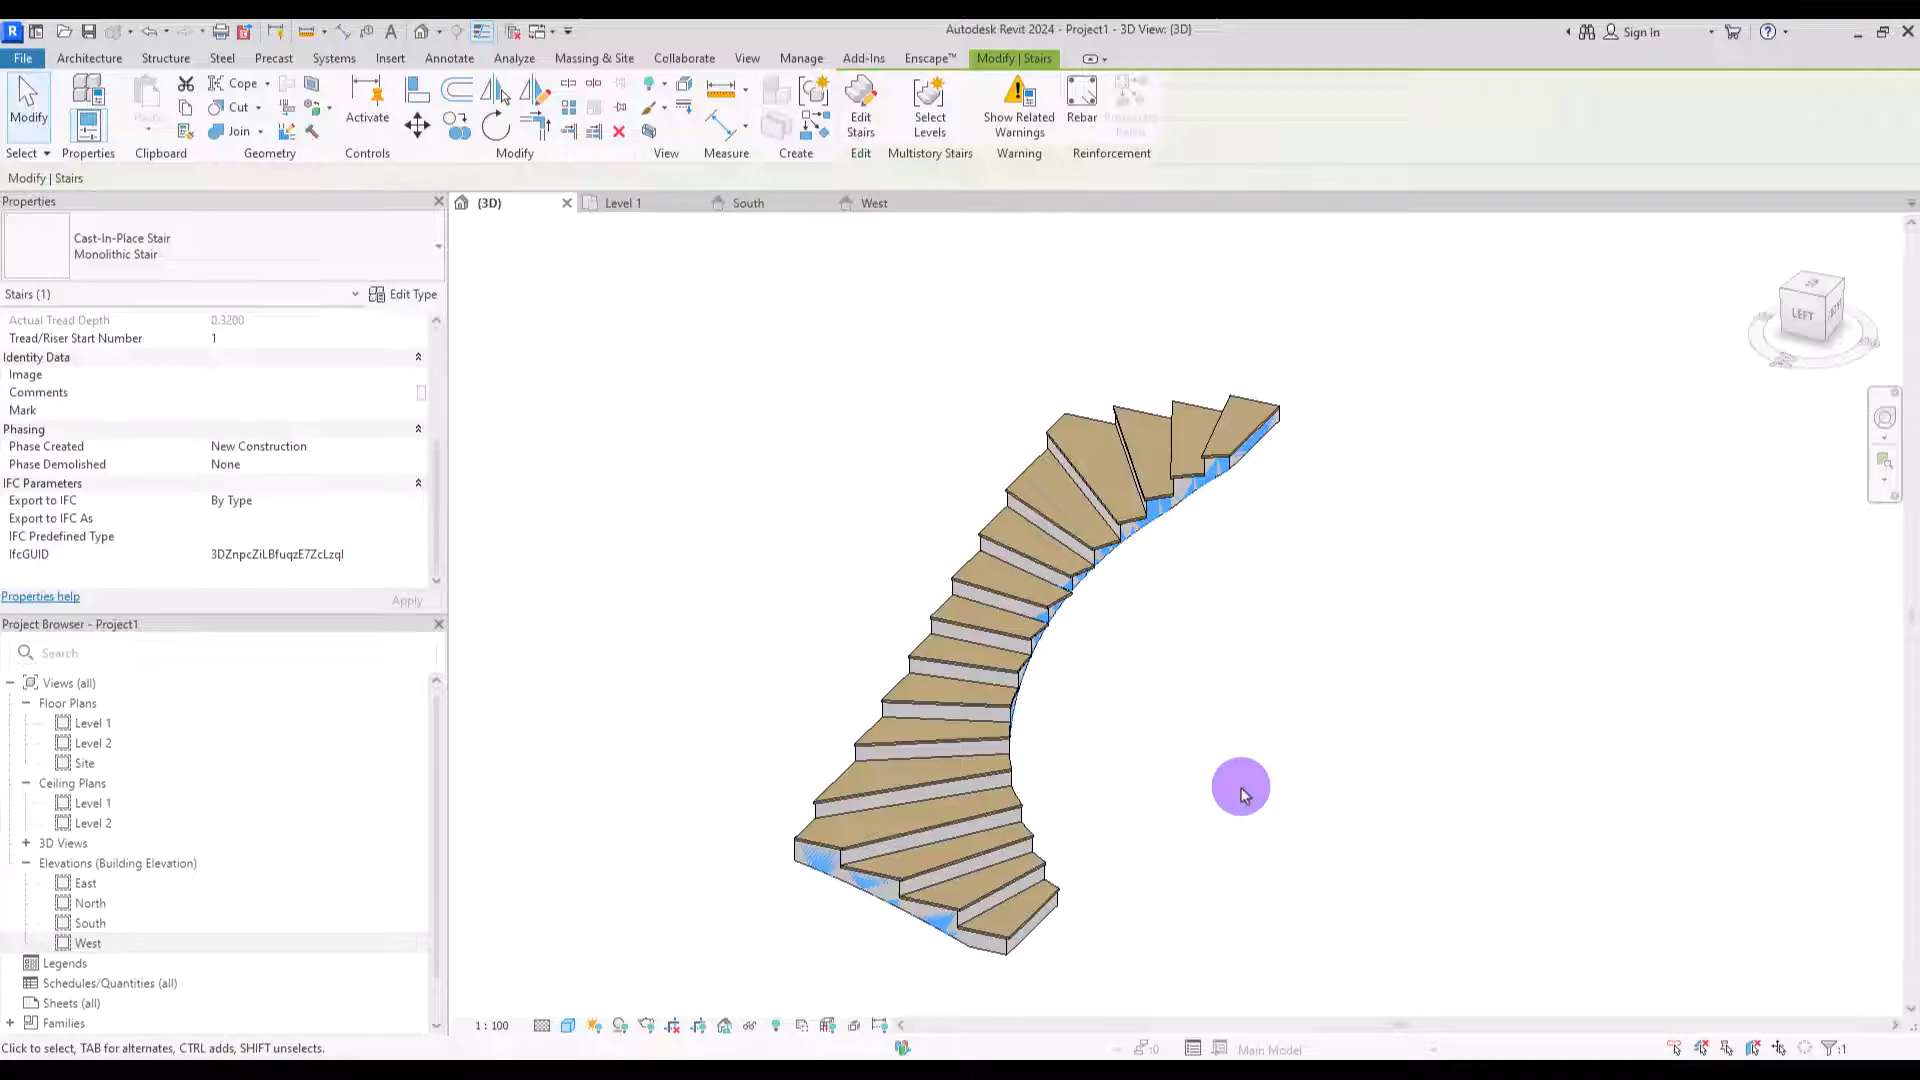 Autodesk Revit 2024 - Project1 - 3D View: {3D}
Sign In
File Architecture Structure Steel Precast Systems Insert Annotate Analyze Massing & Site Collaborate View Manage Add-Ins Enscape™ Modify | Stairs
Modify
Cope
Cut
Join
Activate
Edit Stairs
Select Levels
Show Related Warnings
Rebar
Select Properties Clipboard Geometry Controls Modify View Measure Create Edit Multistory Stairs Warning Reinforcement
Modify | Stairs
Properties
{3D} Level 1 South West
Cast-In-Place Stair
Monolithic Stair
Stairs (1) Edit Type
Actual Tread Depth 0.3200
Tread/Riser Start Number 1
Identity Data
Image
Comments
Mark
Phasing
Phase Created New Construction
Phase Demolished None
IFC Parameters
Export to IFC By Type
Export to IFC As
IFC Predefined Type
IfcGUID 3DZnpcZiLBfuqzE7ZcLzqI
Properties help Apply
Project Browser - Project1
Search
Views (all)
Floor Plans
Level 1
Level 2
Site
Ceiling Plans
Level 1
Level 2
3D Views
Elevations (Building Elevation)
East
North
South
West
Legends
Schedules/Quantities (all)
Sheets (all)
Families
LEFT
1 : 100
Click to select, TAB for alternates, CTRL adds, SHIFT unselects.
:0
Main Model
:1